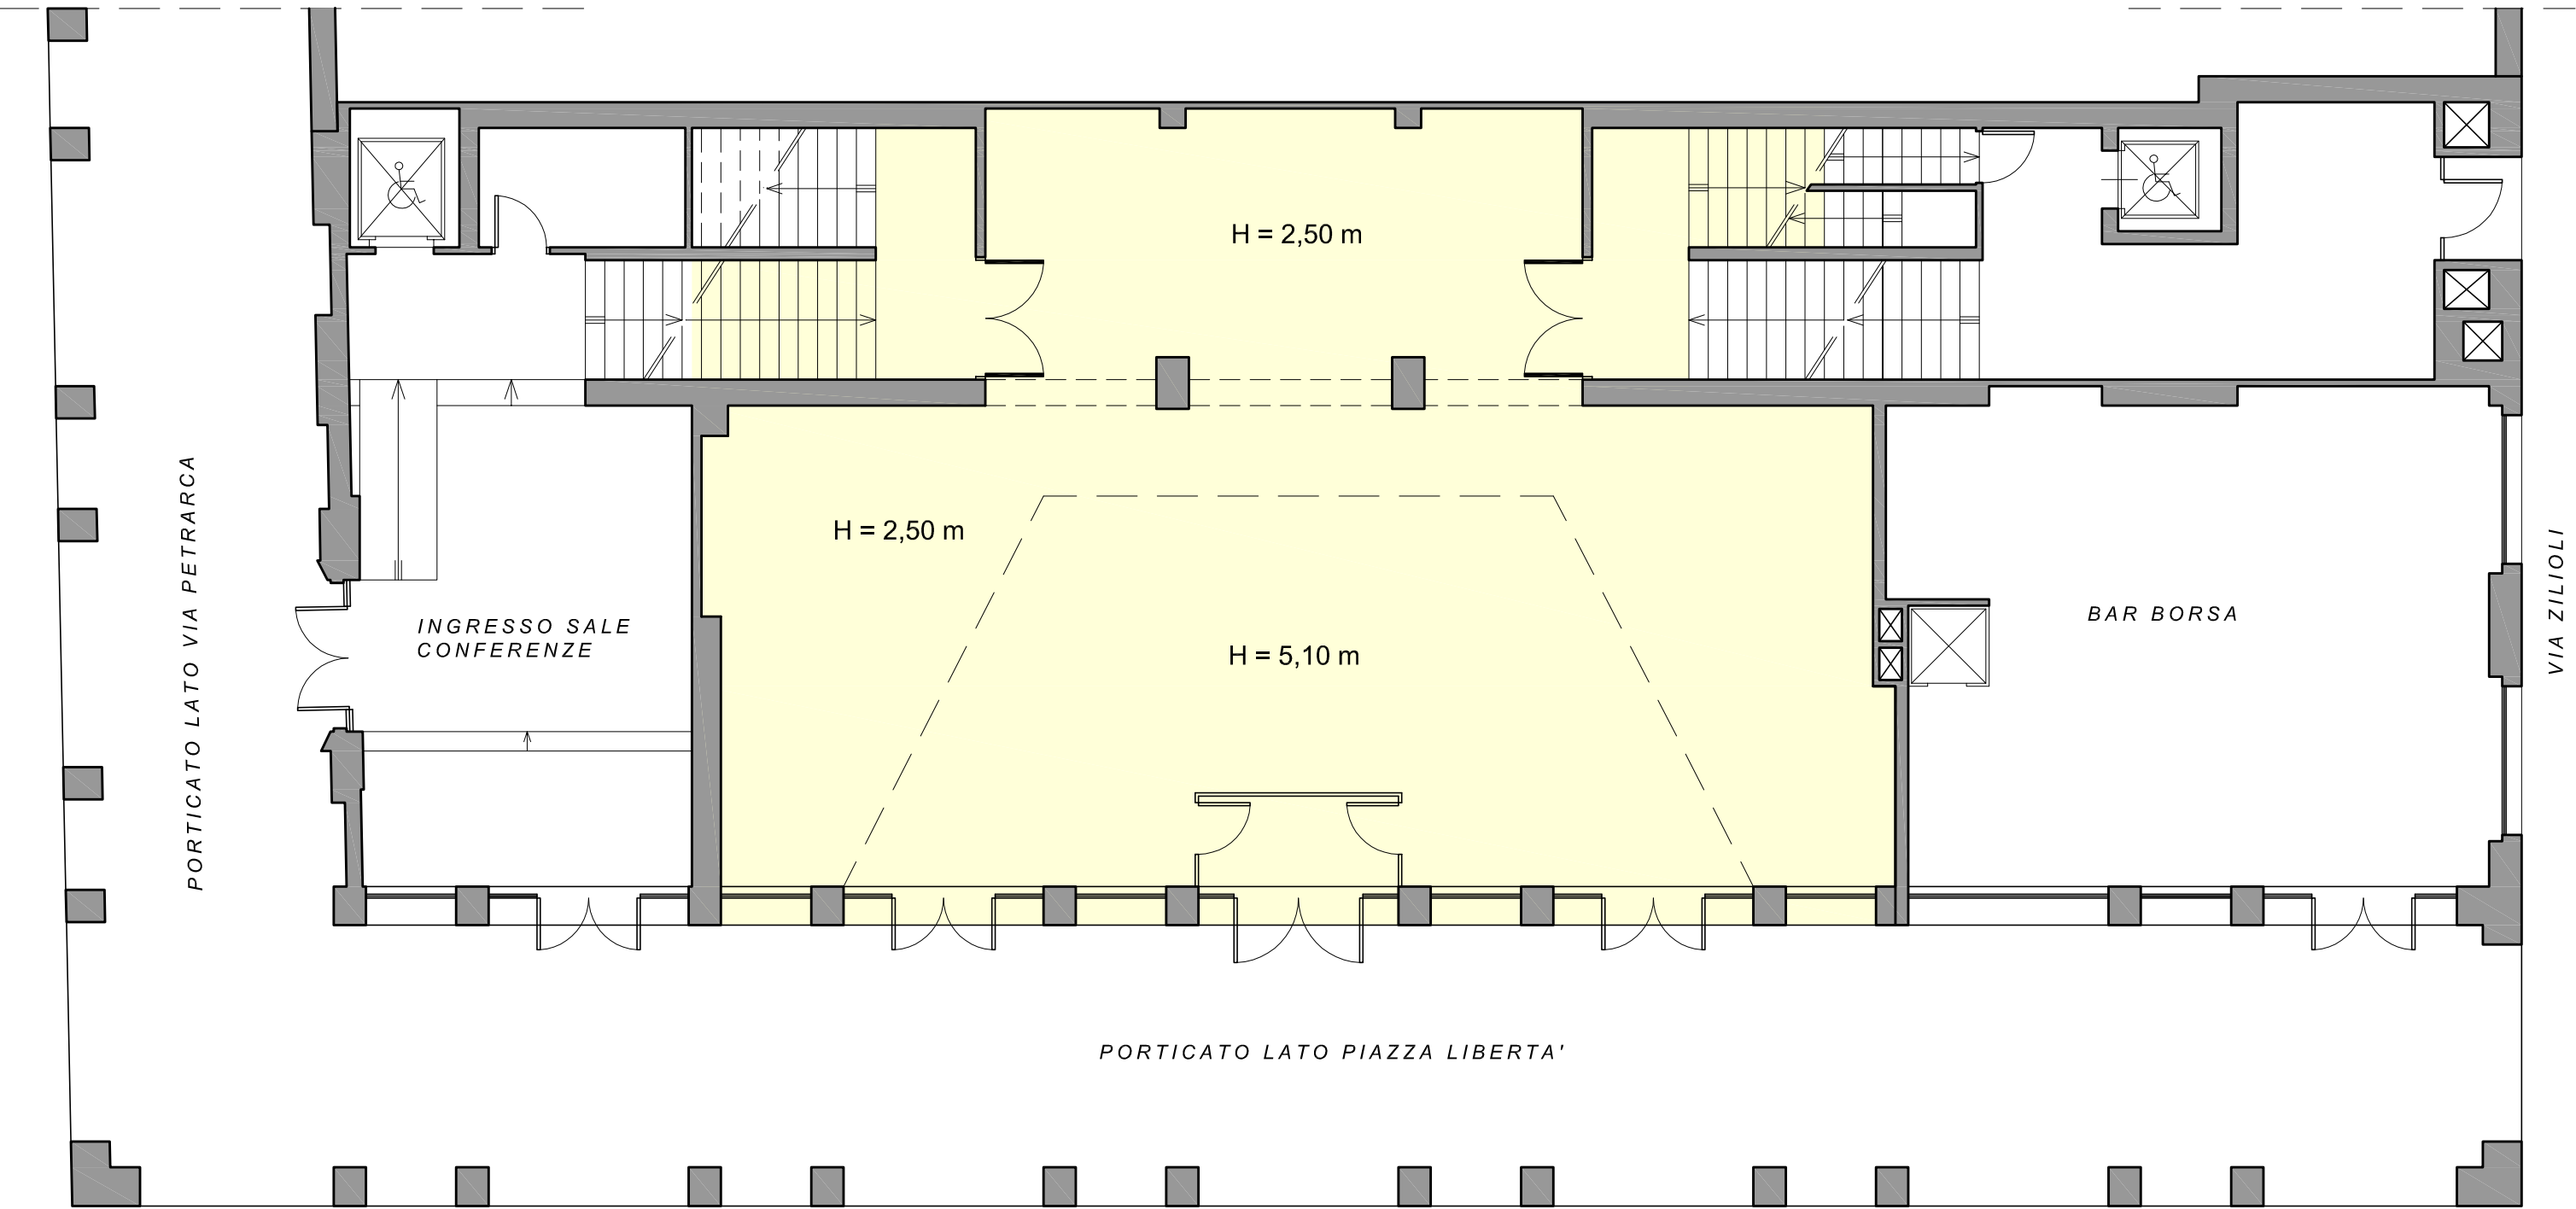 H = 2,50 m
PORTICATO LATO VIA PETRARCA
H = 2,50 m
INGRESSO SALE
CONFERENZE
H = 5,10 m
BAR BORSA
VIA ZILIOLI
PORTICATO LATO PIAZZA LIBERTA'